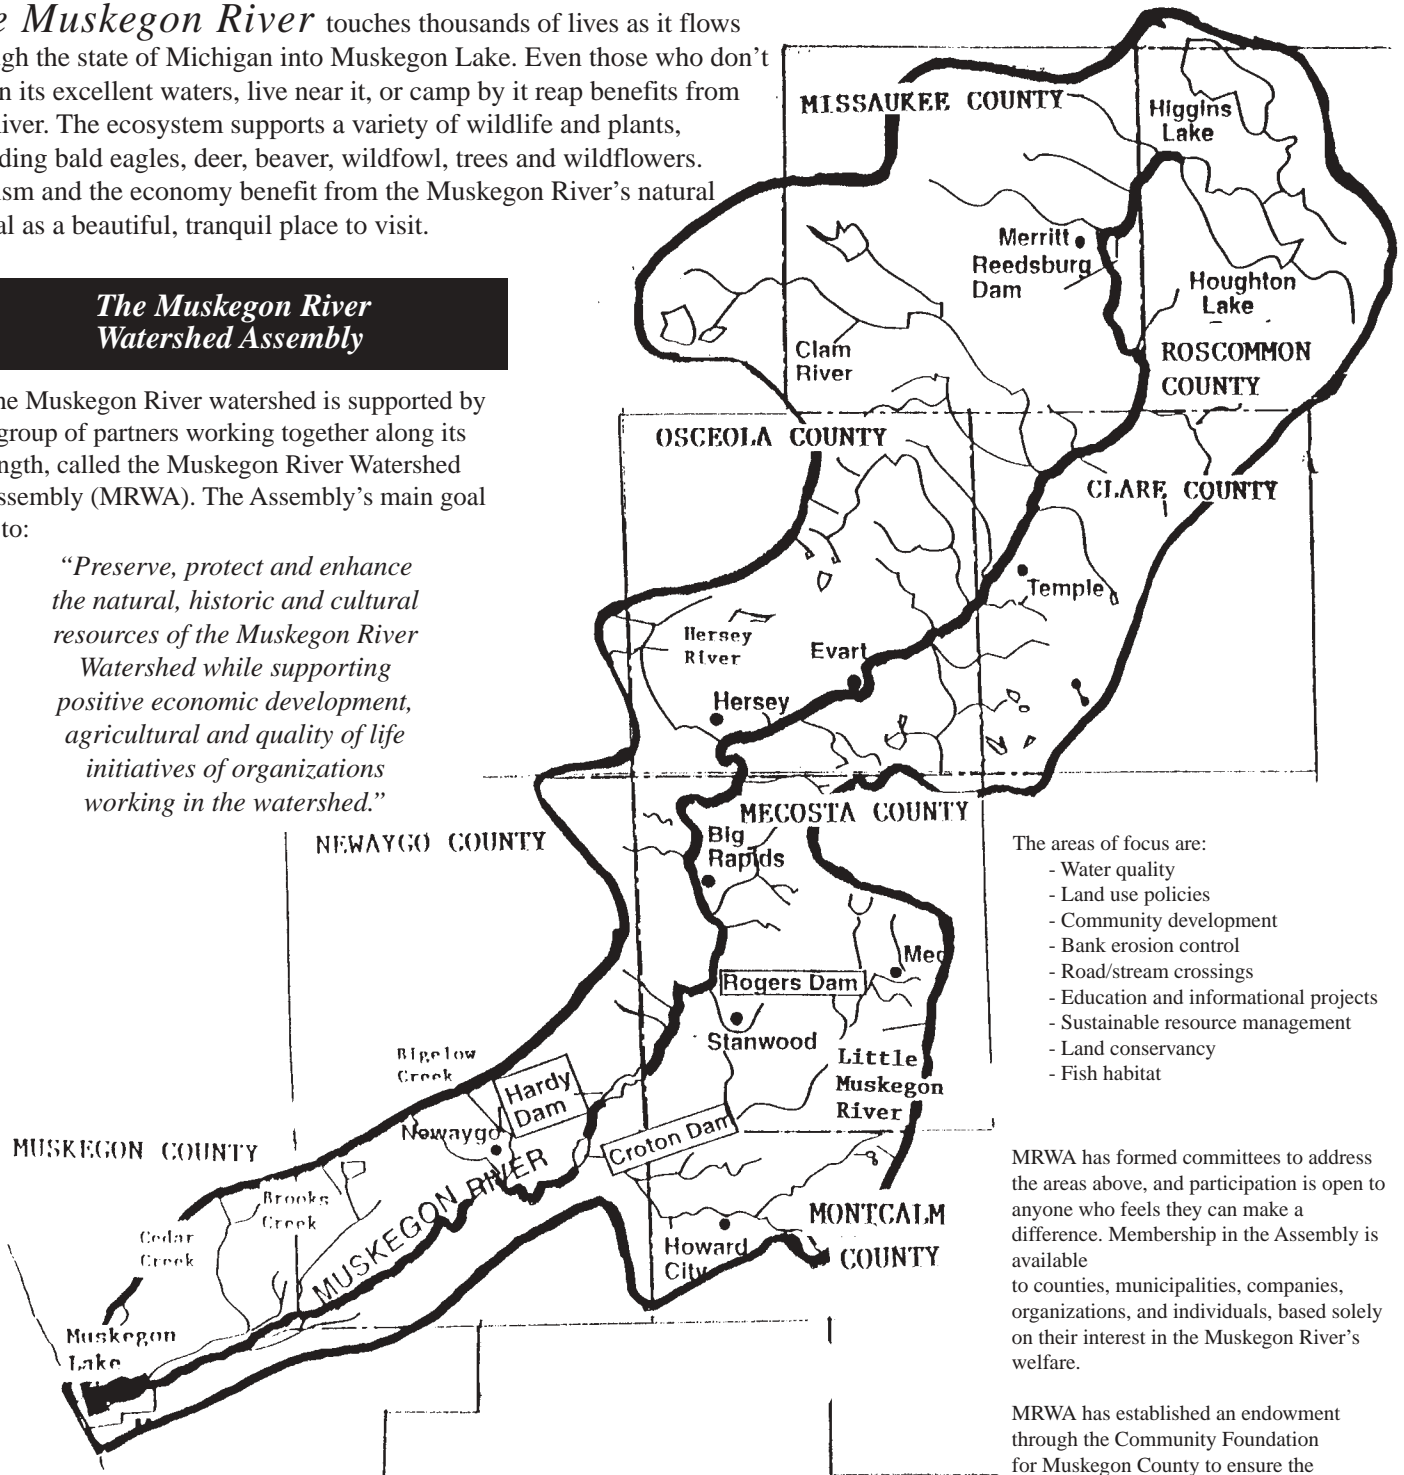 e Muskegon River touches thousands of lives as it flows
gh the state of Michigan into Muskegon Lake. Even those who don't
n its excellent waters, live near it, or camp by it reap benefits from
iver. The ecosystem supports a variety of wildlife and plants,
ding bald eagles, deer, beaver, wildfowl, trees and wildflowers.
ism and the economy benefit from the Muskegon River's natural
al as a beautiful, tranquil place to visit.
The Muskegon River
Watershed Assembly
he Muskegon River watershed is supported by
group of partners working together along its
ngth, called the Muskegon River Watershed
ssembly (MRWA). The Assembly's main goal
to:
“Preserve, protect and enhance
the natural, historic and cultural
resources of the Muskegon River
Watershed while supporting
positive economic development,
agricultural and quality of life
initiatives of organizations
working in the watershed.”
MISSAUKEE COUNTY
Higgins
Lake
Merritt
Reedsburg
Dam
Houghton
Lake
Clam
River
ROSCOMMON
COUNTY
OSCEOLA COUNTY
CLARE COUNTY
Temple
Hersey
River
Evart
Hersey
MECOSTA COUNTY
NEWAYGO COUNTY
Big
Rapids
Mec
Rogers Dam
Stanwood
Little
Muskegon
River
Bigelow
Creek
Hardy
Dam
Newaygo
Croton Dam
MUSKEGON COUNTY
MUSKEGON RIVER
Brooks
Creek
Cedar
Creek
MONTCALM
COUNTY
Howard
City
Muskegon
Lake
The areas of focus are:
- Water quality
- Land use policies
- Community development
- Bank erosion control
- Road/stream crossings
- Education and informational projects
- Sustainable resource management
- Land conservancy
- Fish habitat
MRWA has formed committees to address
the areas above, and participation is open to
anyone who feels they can make a
difference. Membership in the Assembly is
available
to counties, municipalities, companies,
organizations, and individuals, based solely
on their interest in the Muskegon River's
welfare.
MRWA has established an endowment
through the Community Foundation
for Muskegon County to ensure the